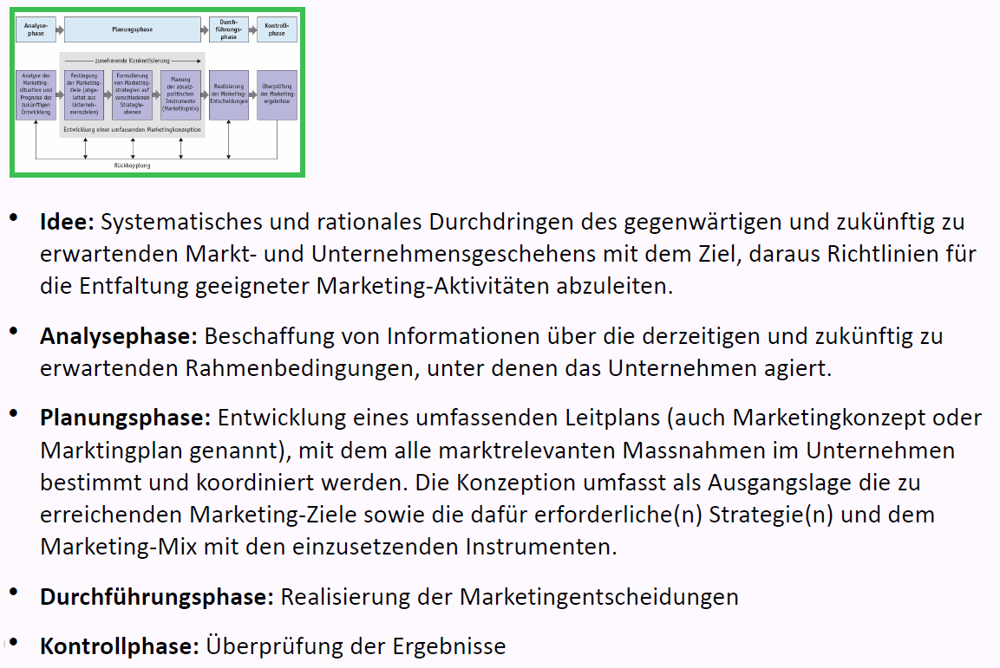 Analyse-
phase
Planungsphase
Durch-
führungs-
phase
Kontroll-
phase
zunehmende Konkretisierung
Analyse der
Marketing-
situation und
Prognose der
zukünftigen
Entwicklung
Festlegung
der Marketing-
ziele (abge-
leitet aus
Unterneh-
menszielen)
Formulierung
von Marketing-
strategien auf
verschiedenen
Strategie-
ebenen
Planung
der absatz-
politischen
Instrumente
(Marketingmix)
Realisierung
der Marketing-
Entscheidungen
Überprüfung
der Marketing-
ergebnisse
Entwicklung einer umfassenden Marketingkonzeption
Rückkopplung
• Idee: Systematisches und rationales Durchdringen des gegenwärtigen und zukünftig zu
erwartenden Markt- und Unternehmensgeschehens mit dem Ziel, daraus Richtlinien für
die Entfaltung geeigneter Marketing-Aktivitäten abzuleiten.
• Analysephase: Beschaffung von Informationen über die derzeitigen und zukünftig zu
erwartenden Rahmenbedingungen, unter denen das Unternehmen agiert.
• Planungsphase: Entwicklung eines umfassenden Leitplans (auch Marketingkonzept oder
Marktingplan genannt), mit dem alle marktrelevanten Massnahmen im Unternehmen
bestimmt und koordiniert werden. Die Konzeption umfasst als Ausgangslage die zu
erreichenden Marketing-Ziele sowie die dafür erforderliche(n) Strategie(n) und dem
Marketing-Mix mit den einzusetzenden Instrumenten.
• Durchführungsphase: Realisierung der Marketingentscheidungen
• Kontrollphase: Überprüfung der Ergebnisse